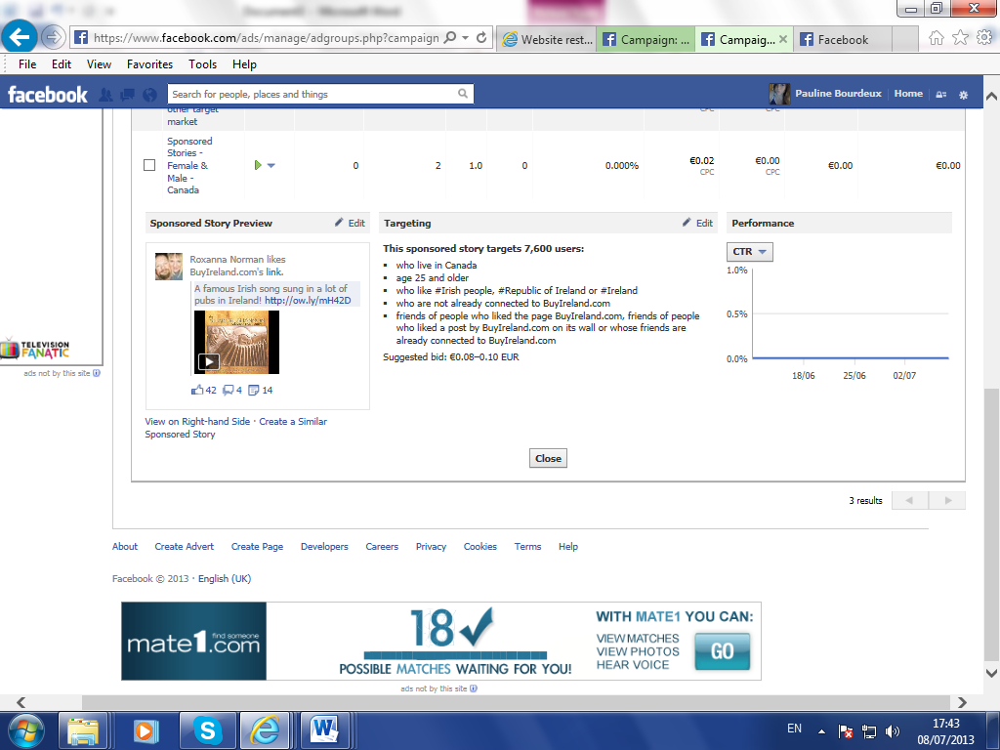 https://www.facebook.com/ads/manage/adgroups.php?campaign
Website rest...
Campaign: ...
Campaig...
Facebook
File Edit View Favorites Tools Help
facebook
Search for people, places and things
Pauline Bourdeux Home
other target
market
CPC CPC
Sponsored
Stories -
Female &
Male -
Canada
0 2 1.0 0 0.000% €0.02 €0.00 €0.00 €0.00
CPC CPC
Sponsored Story Preview Edit
Targeting Edit
Performance
Roxanna Norman likes
BuyIreland.com's link.
A famous Irish song sung in a lot of
pubs in Ireland! http://ow.ly/mH42D
42 4 14
View on Right-hand Side · Create a Similar
Sponsored Story
This sponsored story targets 7,600 users:
who live in Canada
age 25 and older
who like #Irish people, #Republic of Ireland or #Ireland
who are not already connected to BuyIreland.com
friends of people who liked the page BuyIreland.com, friends of people
who liked a post by BuyIreland.com on its wall or whose friends are
already connected to BuyIreland.com
Suggested bid: €0.08–0.10 EUR
CTR
1.0%
0.5%
0.0%
18/06 25/06 02/07
TELEVISION
FANATIC
ads not by this site
Close
3 results
About Create Advert Create Page Developers Careers Privacy Cookies Terms Help
Facebook © 2013 · English (UK)
find someone
mate1.com
18
POSSIBLE MATCHES WAITING FOR YOU!
WITH MATE1 YOU CAN:
VIEW MATCHES
VIEW PHOTOS
HEAR VOICE
GO
ads not by this site
EN
17:43
08/07/2013